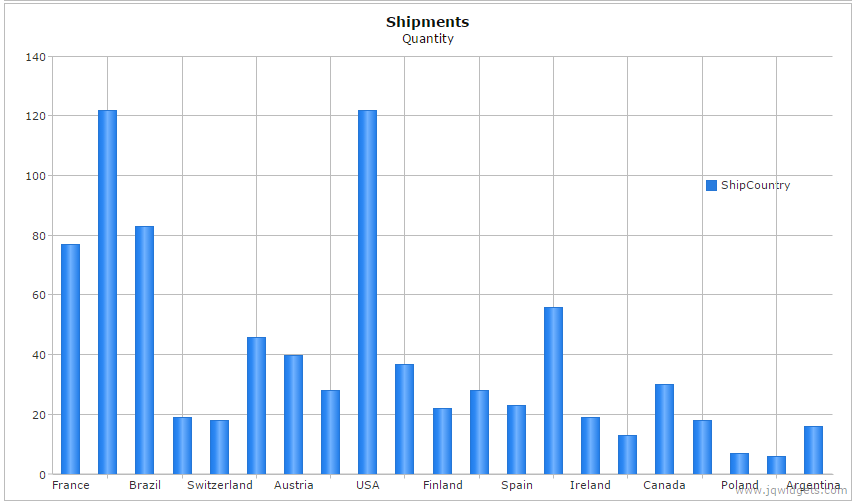 Shipments
Quantity
140
120
100
80
60
40
20
0
ShipCountry
France Brazil Switzerland Austria USA Finland Spain Ireland Canada Poland Argentina
www.jqwidgets.com